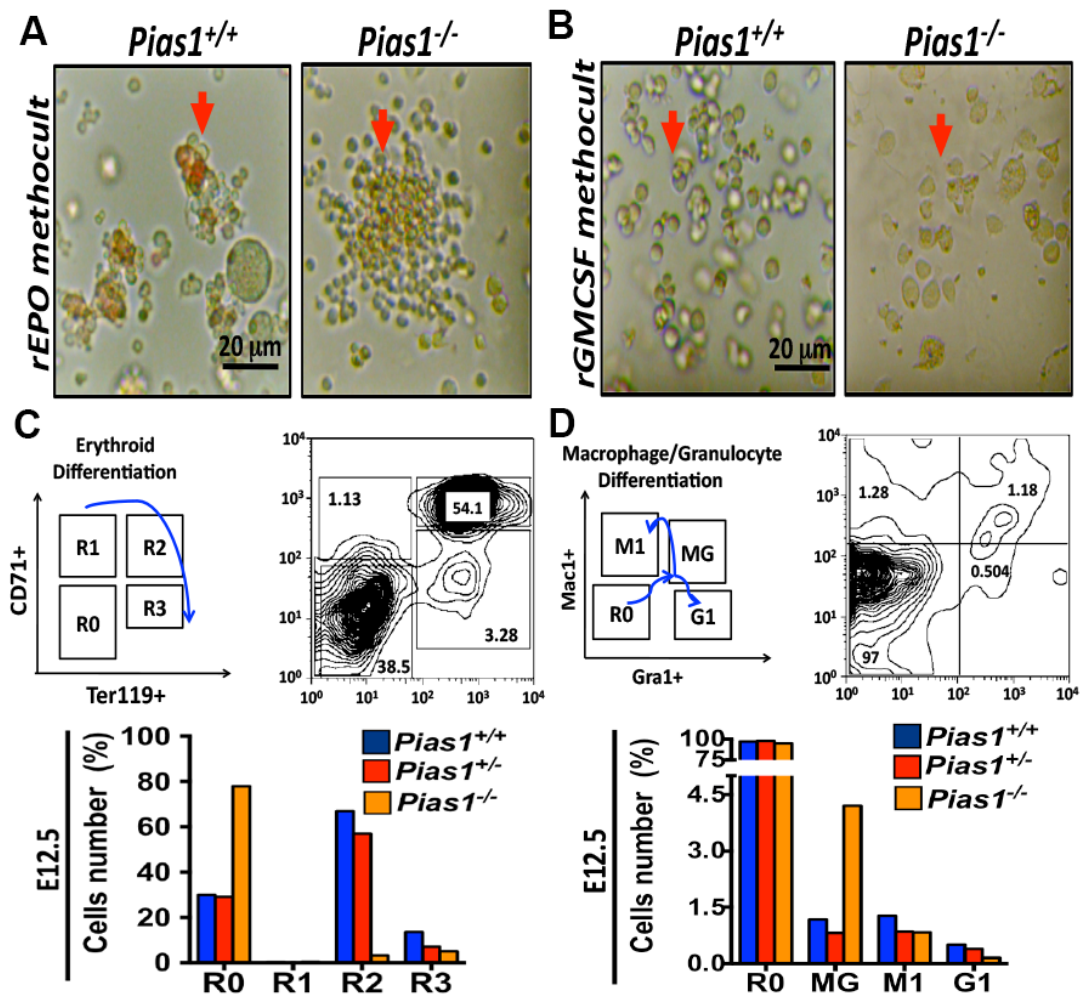 A
Pias1+/+
Pias1-/-
rEPO methocult
20 µm
B
Pias1+/+
Pias1-/-
rGMCSF methocult
20 µm
C
Erythroid
Differentiation
CD71+
R1
R2
R0
R3
Ter119+
10⁴
10³
10²
10¹
10⁰
1.13
54.1
3.28
38.5
10⁰
10¹
10²
10³
10⁴
D
Macrophage/Granulocyte
Differentiation
Mac1+
M1
MG
R0
G1
Gra1+
10⁴
10³
10²
10¹
10⁰
1.28
1.18
0.504
97
10⁰
10¹
10²
10³
10⁴
E12.5
Cells number (%)
100
80
60
40
20
0
Pias1+/+
Pias1+/-
Pias1-/-
R0
R1
R2
R3
E12.5
Cells number (%)
100
75
4.5
3.0
1.5
0.0
Pias1+/+
Pias1+/-
Pias1-/-
R0
MG
M1
G1